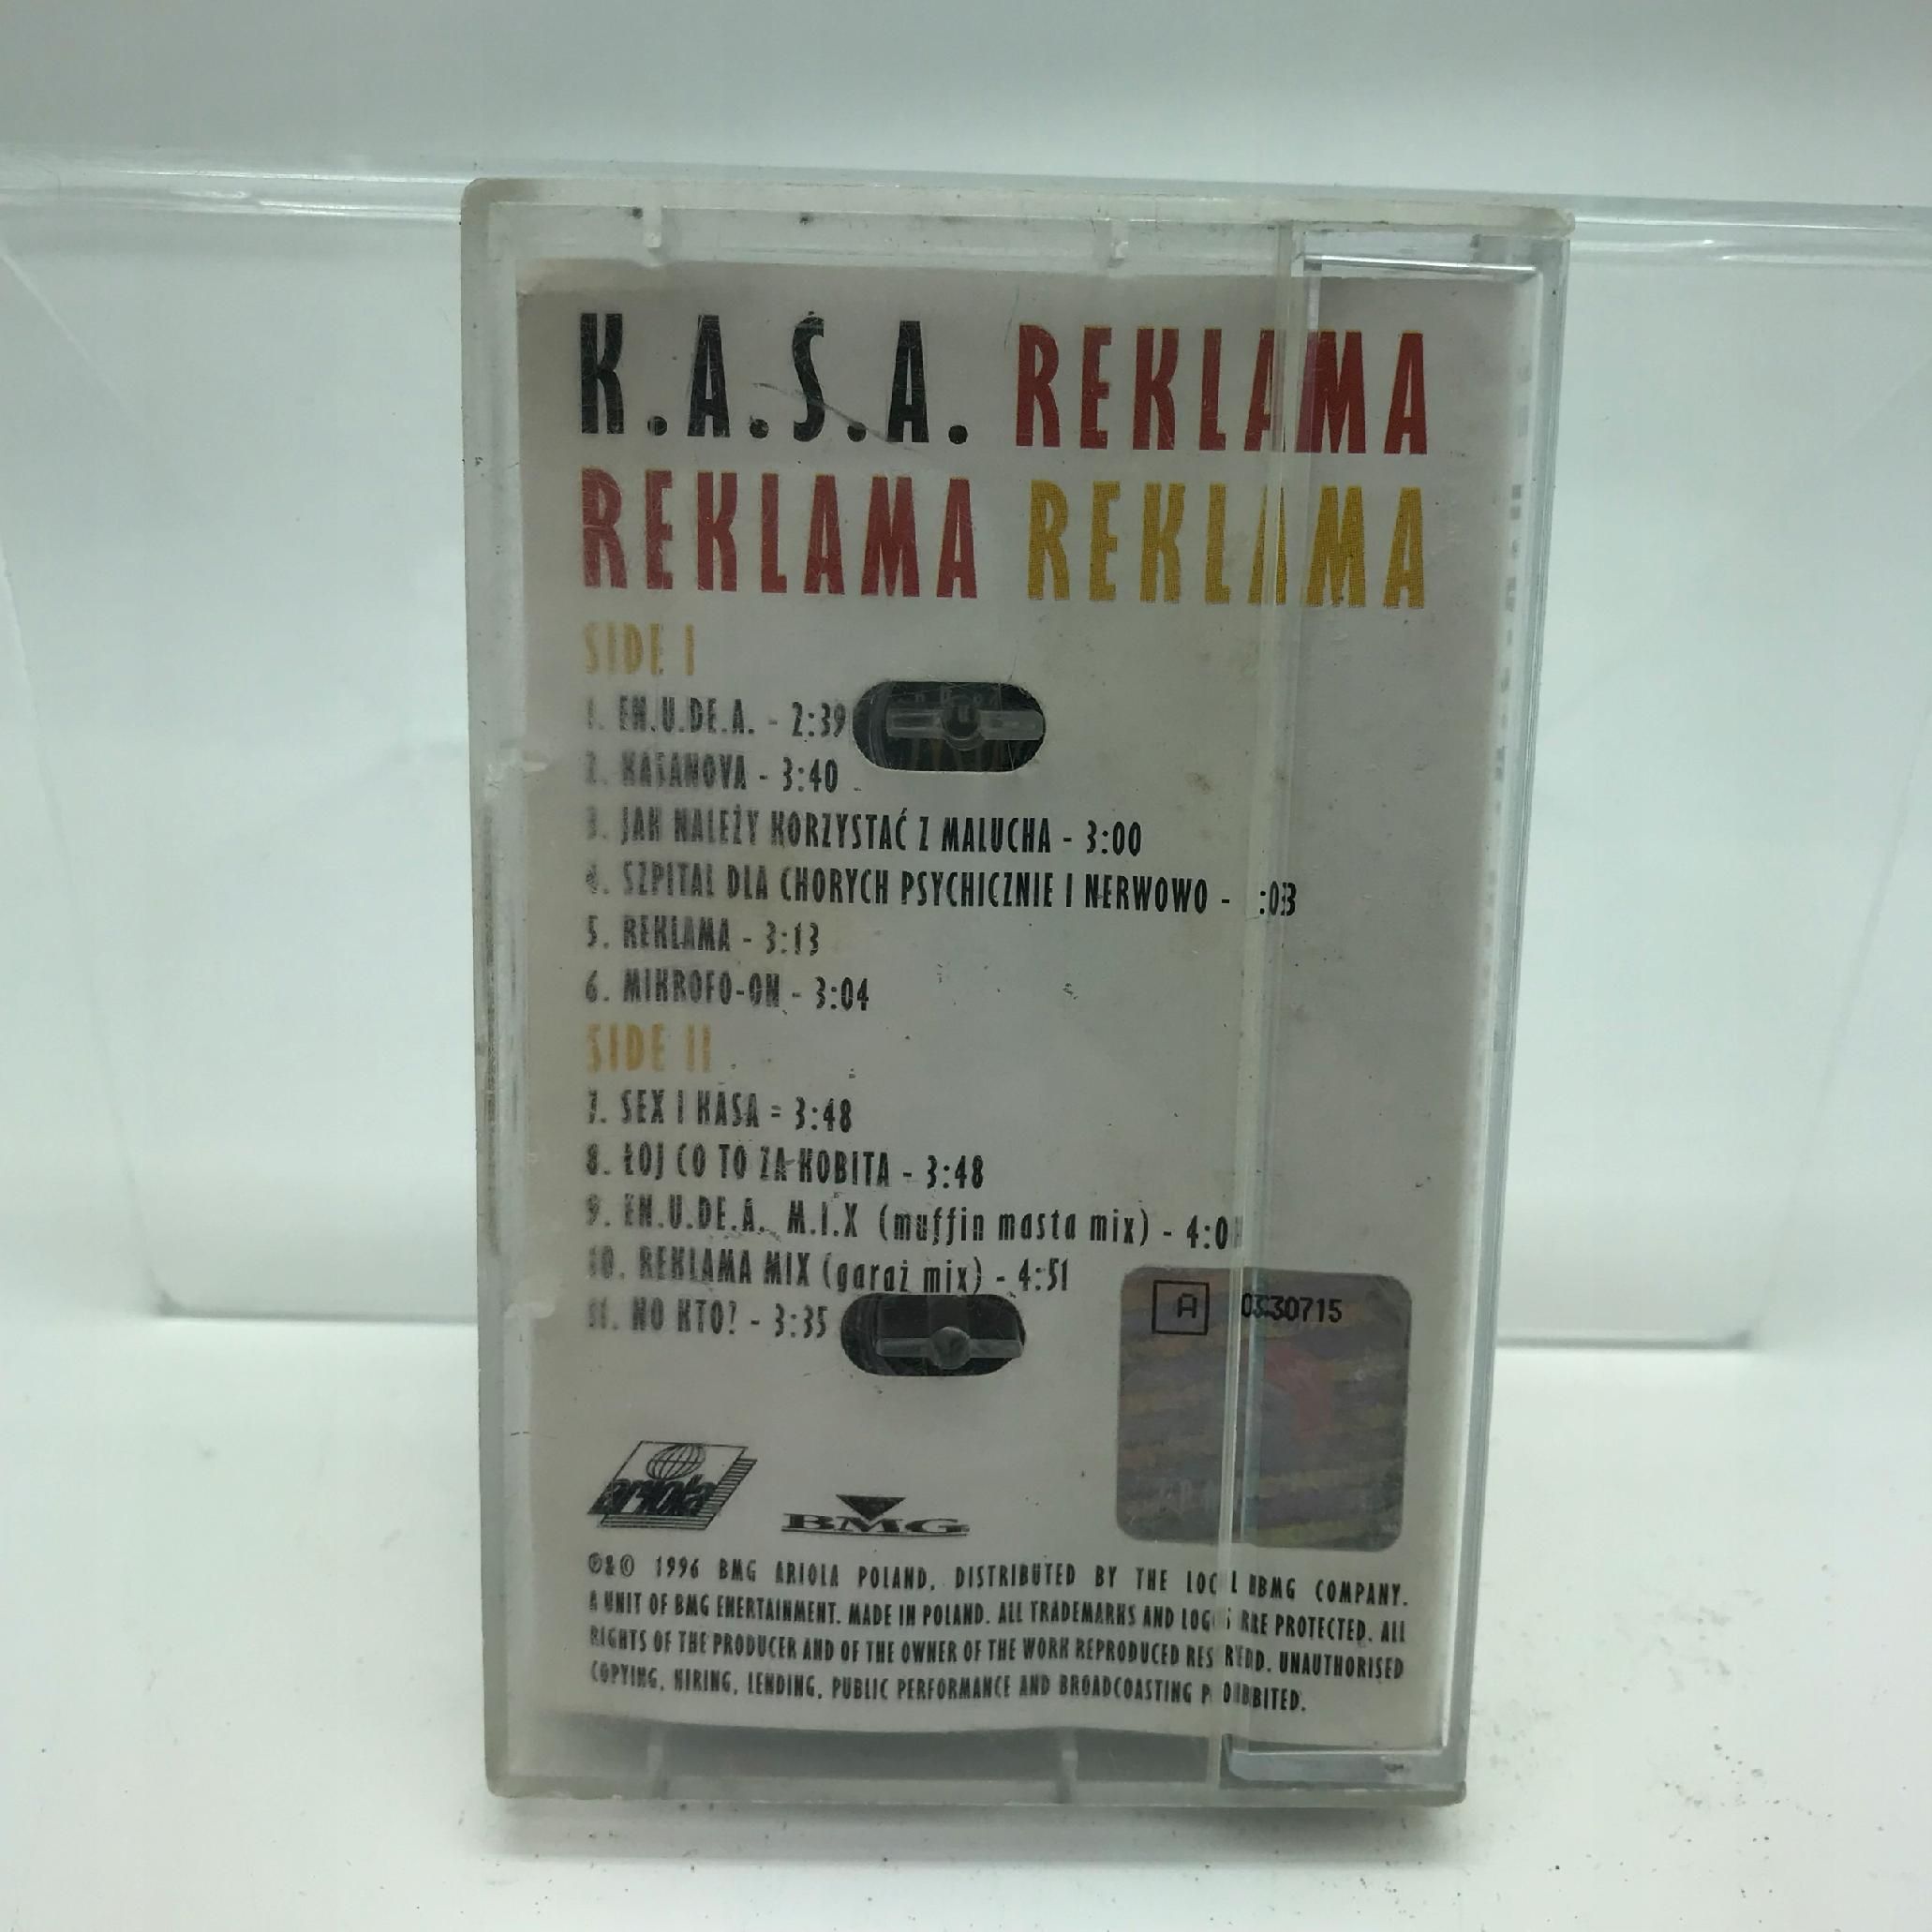 K.A.S.A. REKLAMA
REKLAMA REKLAMA
SIDE I
1. EN.U.DE.A. - 2:39
2. KASANOVA - 3:40
3. JAK NALEŻY KORZYSTAĆ Z MALUCHA - 3:00
4. SZPITAL DLA CHORYCH PSYCHICZNIE I NERWOWO -
5. REKLAMA - 3:13
6. MIKROFO-ON - 3:04
SIDE II
7. SEX I KASA = 3:48
8. ŁOJ CO TO ZA KOBITA - 3:48
9. EN.U.DE.A. M.I.X (muffin masta mix) -
10. REKLAMA MIX (garaż mix) - 4:51
11. NO KTO? - 3:35
A
ariola
BMG
℗&© 1996 BMG ARIOLA POLAND. DISTRIBUTED BY THE LOCAL BMG COMPANY.
A UNIT OF BMG ENERTAINMENT. MADE IN POLAND. ALL TRADEMARKS AND LOGOS ARE PROTECTED. ALL
RIGHTS OF THE PRODUCER AND OF THE OWNER OF THE WORK REPRODUCED RESERVED. UNAUTHORISED
COPYING, HIRING, LENDING, PUBLIC PERFORMANCE AND BROADCOASTING PROHIBITED.